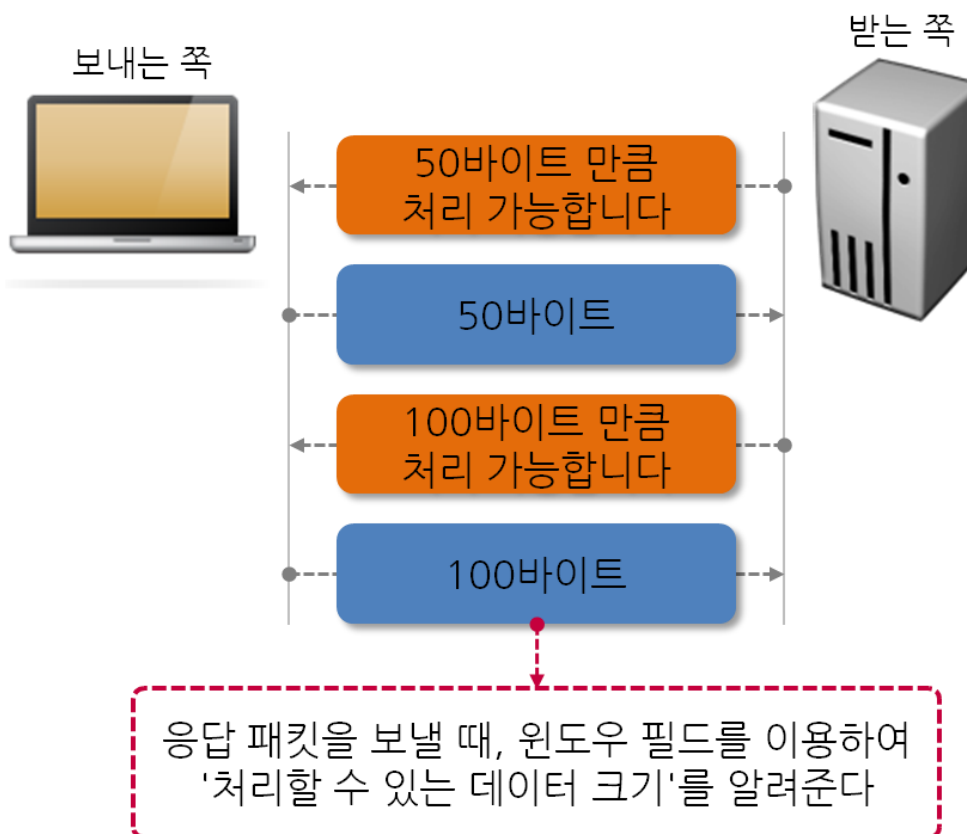 보내는 쪽
받는 쪽
50바이트 만큼
처리 가능합니다
50바이트
100바이트 만큼
처리 가능합니다
100바이트
응답 패킷을 보낼 때, 윈도우 필드를 이용하여
'처리할 수 있는 데이터 크기'를 알려준다